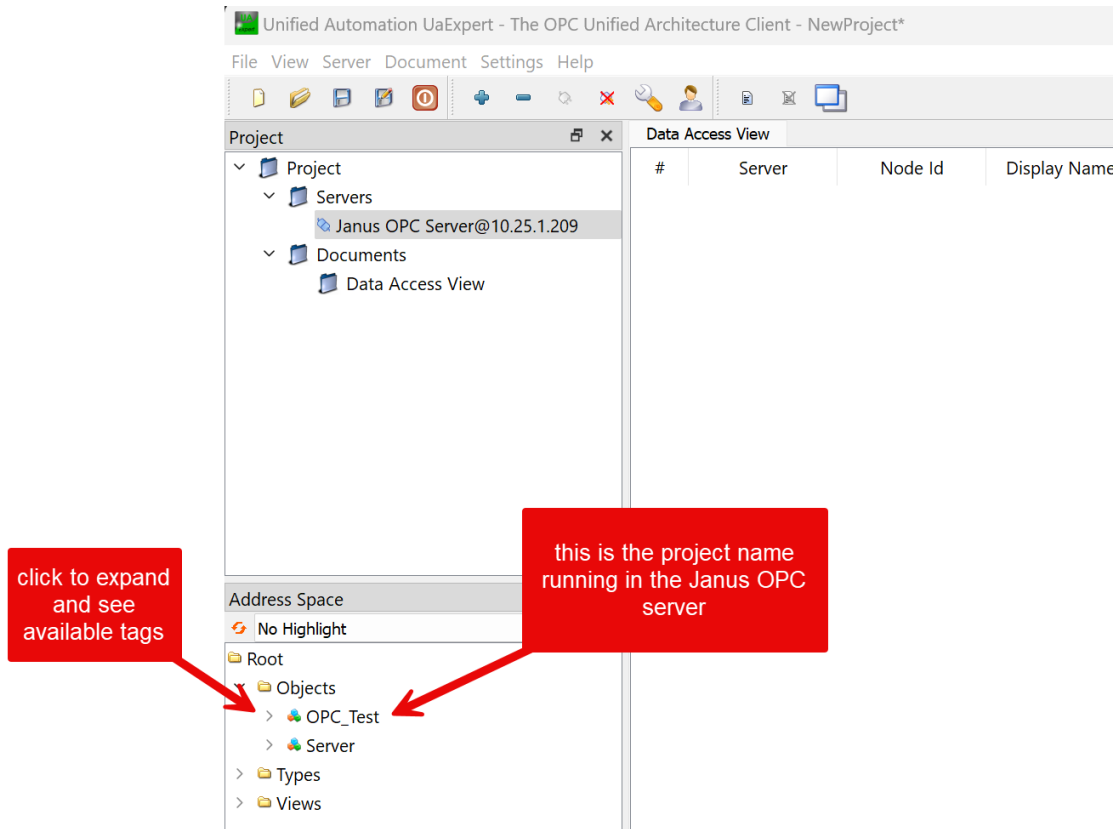 Unified Automation UaExpert - The OPC Unified Architecture Client - NewProject*
File View Server Document Settings Help
Project
Data Access View
Project
# Server Node Id Display Name
Servers
Janus OPC Server@10.25.1.209
Documents
Data Access View
this is the project name
running in the Janus OPC
server
click to expand
and see
available tags
Address Space
No Highlight
Root
Objects
OPC_Test
Server
Types
Views